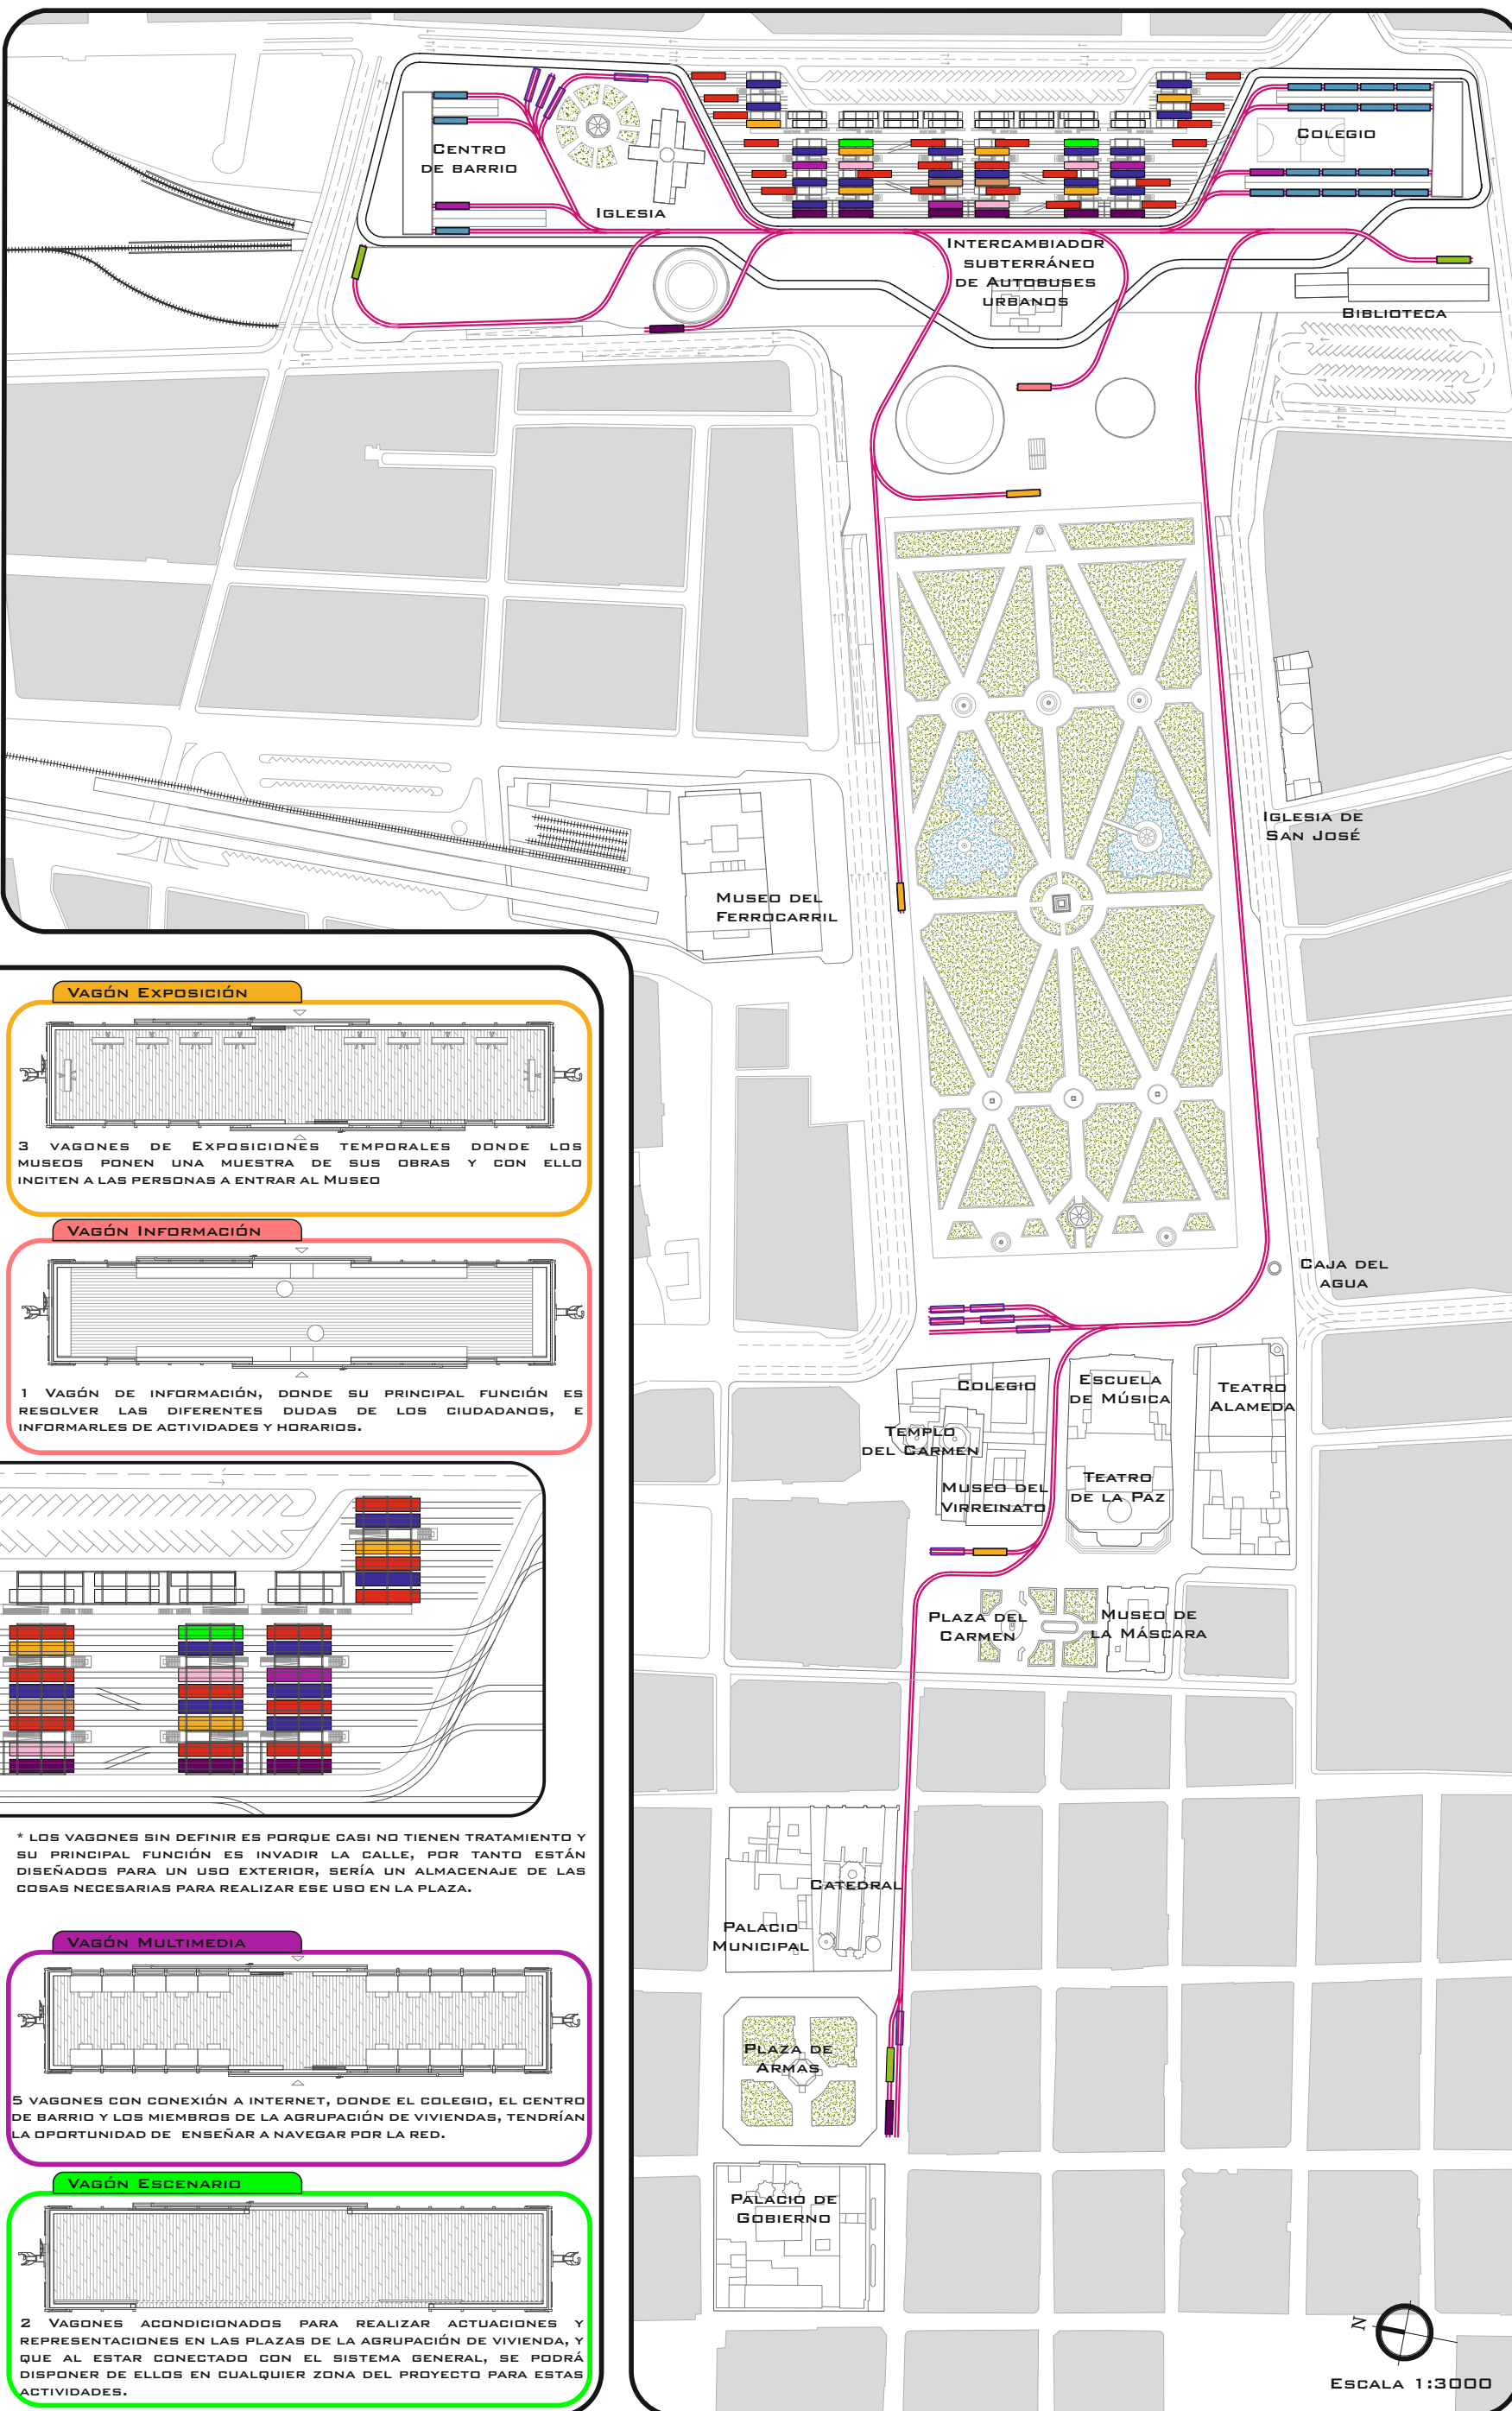 Centro
de barrio
Iglesia
Colegio
Intercambiador
subterráneo
de Autobuses
urbanos
Biblioteca
Iglesia de
San José
Museo del
Ferrocarril
Vagón Exposición
3 vagones de Exposiciones temporales donde los
museos ponen una muestra de sus obras y con ello
inciten a las personas a entrar al Museo
Vagón Información
1 Vagón de información, donde su principal función es
resolver las diferentes dudas de los ciudadanos, e
informarles de actividades y horarios.
* los vagones sin definir es porque casi no tienen tratamiento y
su principal función es invadir la calle, por tanto están
diseñados para un uso exterior, sería un almacenaje de las
cosas necesarias para realizar ese uso en la plaza.
Vagón Multimedia
5 vagones con conexión a internet, donde el colegio, el centro
de barrio y los miembros de la agrupación de viviendas, tendrían
la oportunidad de enseñar a navegar por la red.
Vagón Escenario
2 Vagones acondicionados para realizar actuaciones y
representaciones en las plazas de la agrupación de vivienda, y
que al estar conectado con el sistema general, se podrá
disponer de ellos en cualquier zona del proyecto para estas
actividades.
Caja del
agua
Colegio
Escuela
de Música
Teatro
Alameda
Templo
del Carmen
Museo del
Virreinato
Teatro
de la Paz
Plaza del
Carmen
Museo de
la Máscara
Catedral
Palacio
Municipal
Plaza de
Armas
Palacio de
Gobierno
N
Escala 1:3000